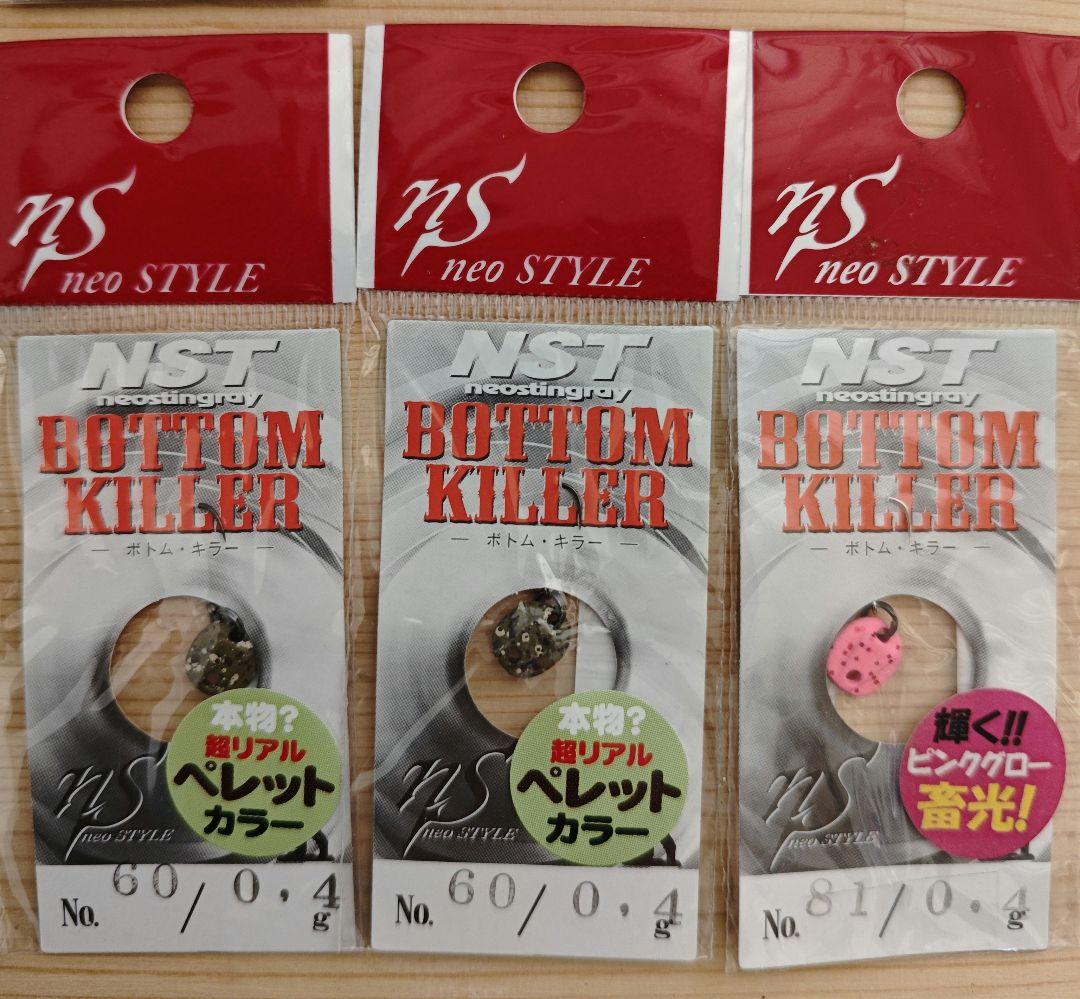 ns
neo STYLE
NST
neostingray
BOTTOM
KILLER
― ボトム・キラー ―
本物?
超リアル
ペレット
カラー
ns
neo STYLE
No. 60/0.4g
ns
neo STYLE
NST
neostingray
BOTTOM
KILLER
― ボトム・キラー ―
本物?
超リアル
ペレット
カラー
ns
neo STYLE
No. 60/0.4g
ns
neo STYLE
NST
neostingray
BOTTOM
KILLER
― ボトム・キラー ―
輝く!!
ピンクグロー
畜光!
ns
neo STYLE
No. 81/0.4g